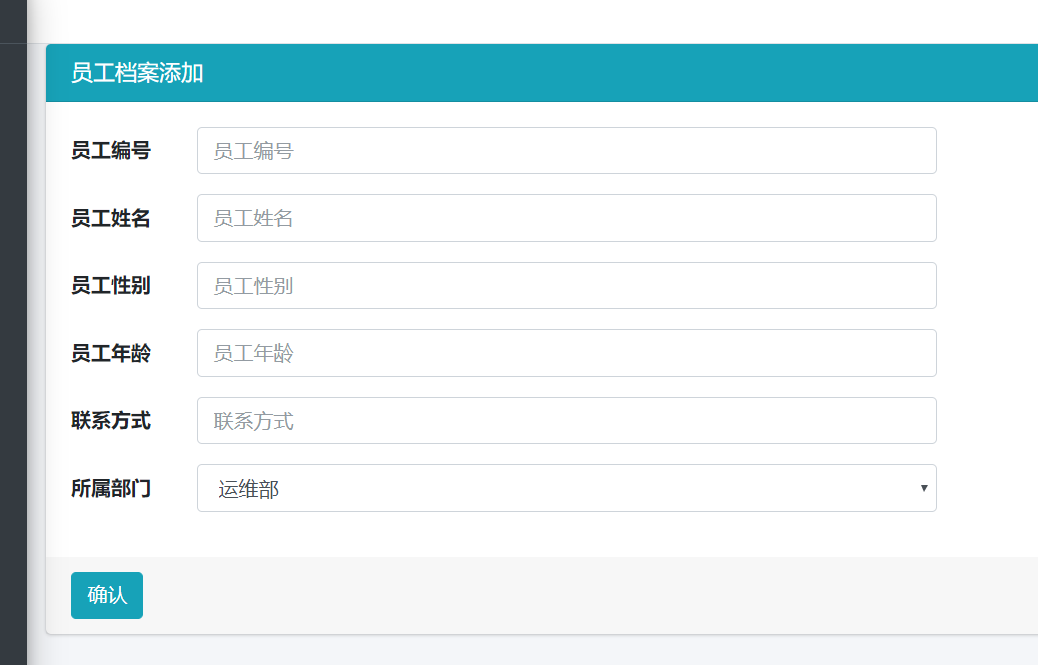 员工档案添加
员工编号 员工编号
员工姓名 员工姓名
员工性别 员工性别
员工年龄 员工年龄
联系方式 联系方式
所属部门 运维部
确认